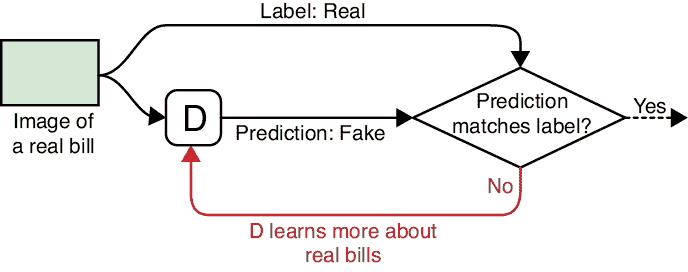 Label: Real
Image of
a real bill
D
Prediction: Fake
Prediction
matches label?
Yes
No
D learns more about
real bills